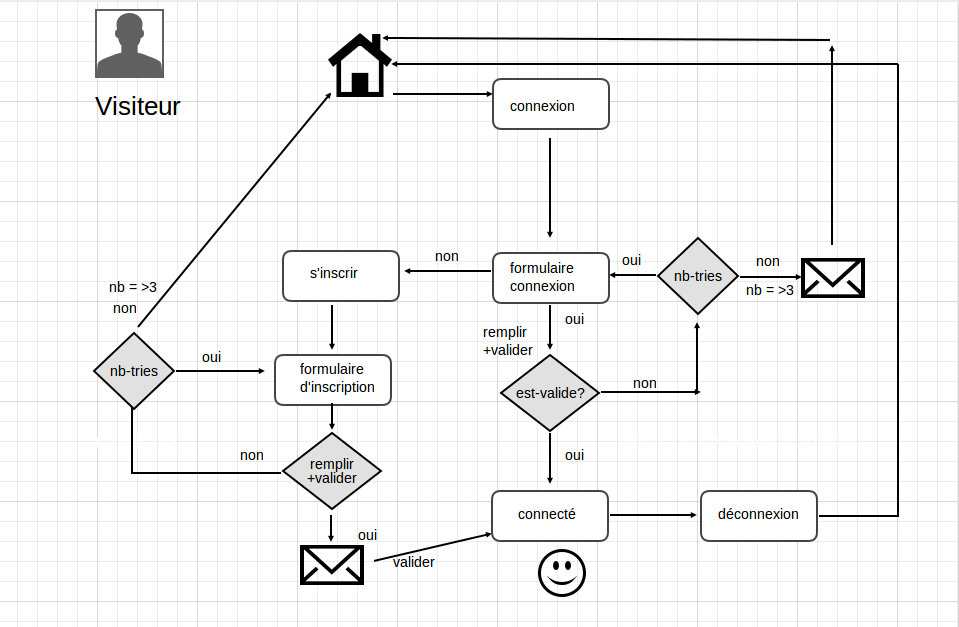 Visiteur
connexion
non
s'inscrir
formulaire
connexion
oui
nb-tries
non
nb = >3
nb = >3
non
oui
remplir
+valider
nb-tries
oui
formulaire
d'inscription
est-valide?
non
non
remplir
+valider
oui
connecté
déconnexion
oui
valider